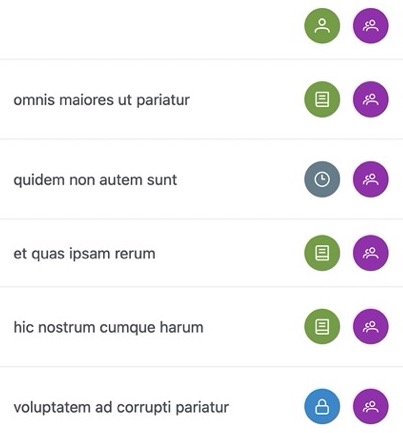 omnis maiores ut pariatur
quidem non autem sunt
et quas ipsam rerum
hic nostrum cumque harum
voluptatem ad corrupti pariatur